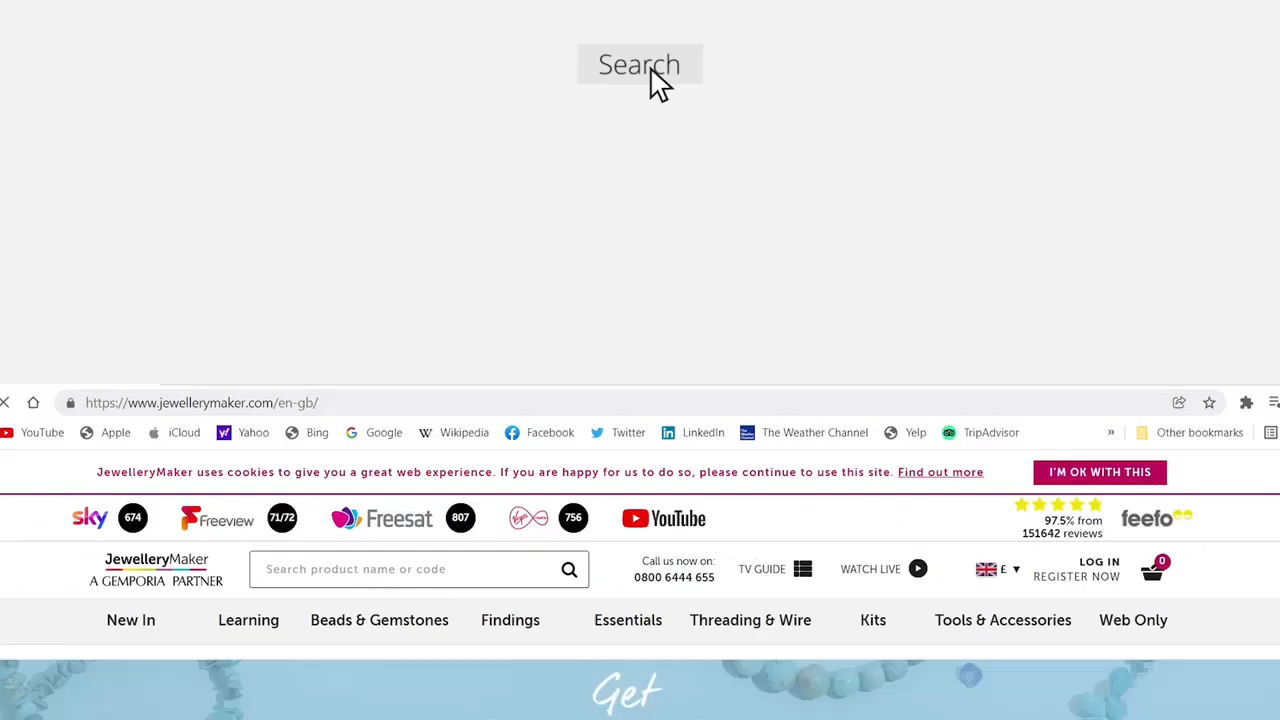 Search
https://www.jewellerymaker.com/en-gb/
YouTube Apple iCloud Yahoo Bing Google Wikipedia Facebook Twitter LinkedIn The Weather Channel Yelp TripAdvisor » Other bookmarks
JewelleryMaker uses cookies to give you a great web experience. If you are happy for us to do so, please continue to use this site. Find out more I'M OK WITH THIS
sky 674 Freeview 71/72 Freesat 807 756 YouTube 97.5% from feefo
151642 reviews
JewelleryMaker Search product name or code Call us now on: TV GUIDE WATCH LIVE £ LOG IN 0
A GEMPORIA PARTNER 0800 6444 655 REGISTER NOW
New In Learning Beads & Gemstones Findings Essentials Threading & Wire Kits Tools & Accessories Web Only
Get